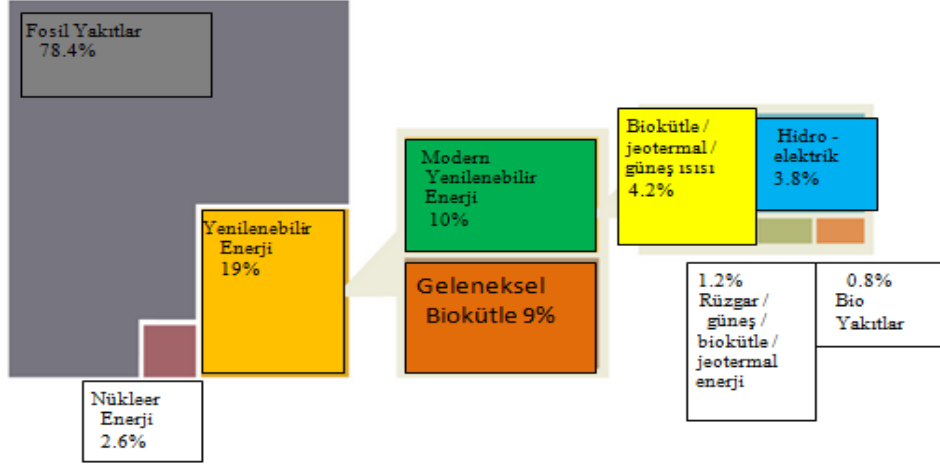 Fosil Yakıtlar
78.4%
Yenilenebilir
Enerji
19%
Nükleer
Enerji
2.6%
Modern
Yenilenebilir
Enerji
10%
Geleneksel
Biokütle 9%
Biokütle /
jeotermal /
güneş ısısı
4.2%
Hidro -
elektrik
3.8%
1.2%
Rüzgar /
güneş /
biokütle /
jeotermal
enerji
0.8%
Bio
Yakıtlar